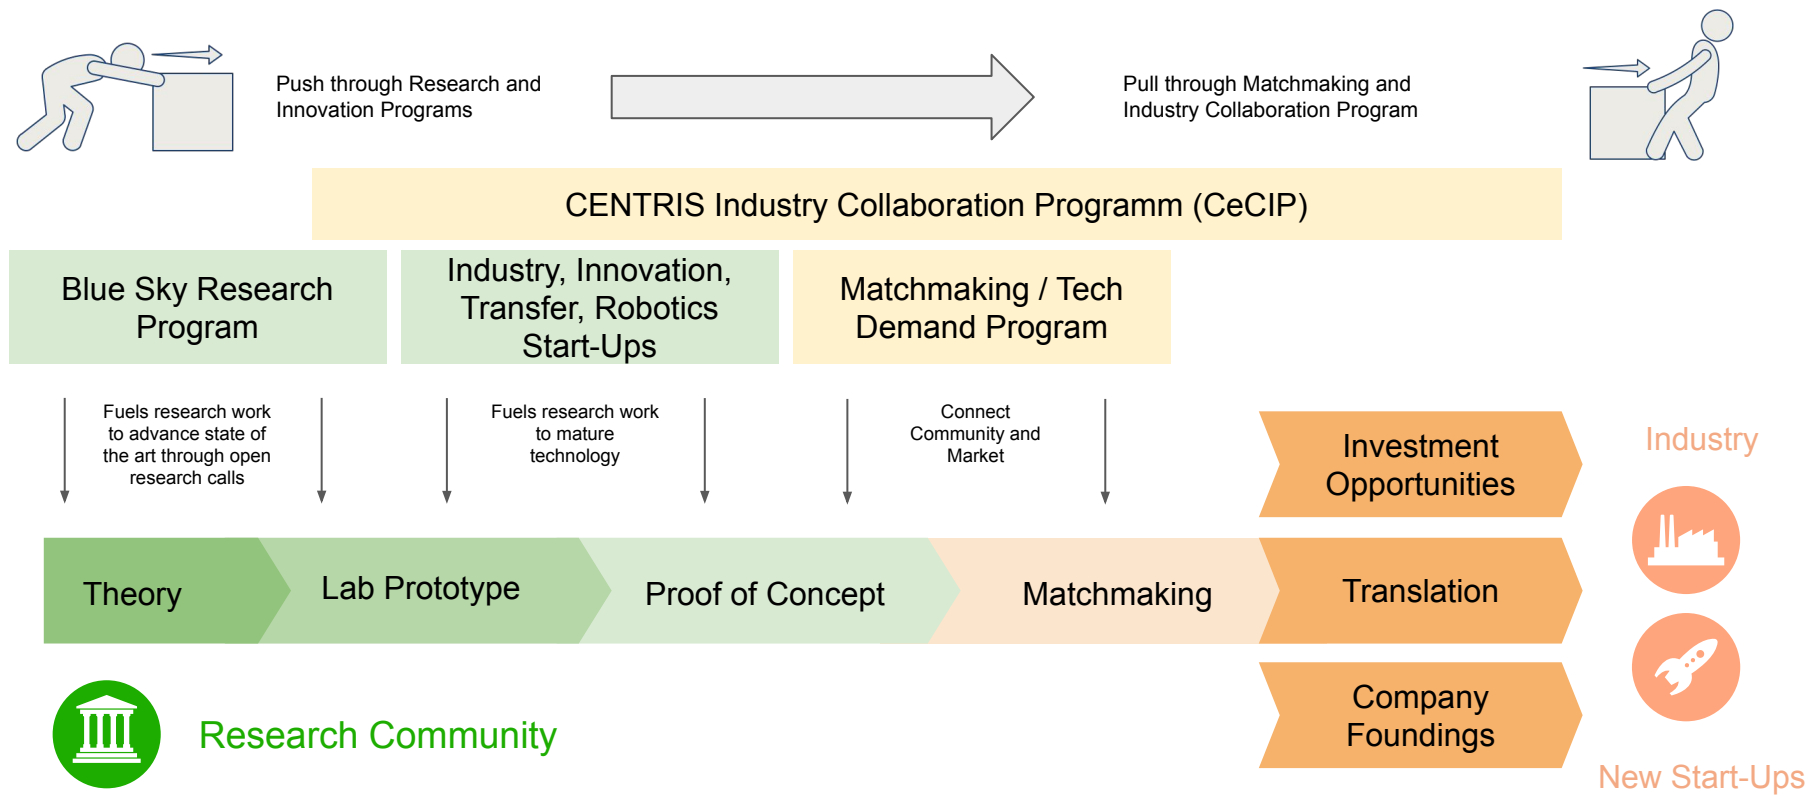 Push through Research and
Innovation Programs
Pull through Matchmaking and
Industry Collaboration Program
CENTRIS Industry Collaboration Programm (CeCIP)
Blue Sky Research
Program
Industry, Innovation,
Transfer, Robotics
Start-Ups
Matchmaking / Tech
Demand Program
Fuels research work
to advance state of
the art through open
research calls
Fuels research work
to mature
technology
Connect
Community and
Market
Investment
Opportunities
Industry
Theory
Lab Prototype
Proof of Concept
Matchmaking
Translation
Company
Foundings
Research Community
New Start-Ups